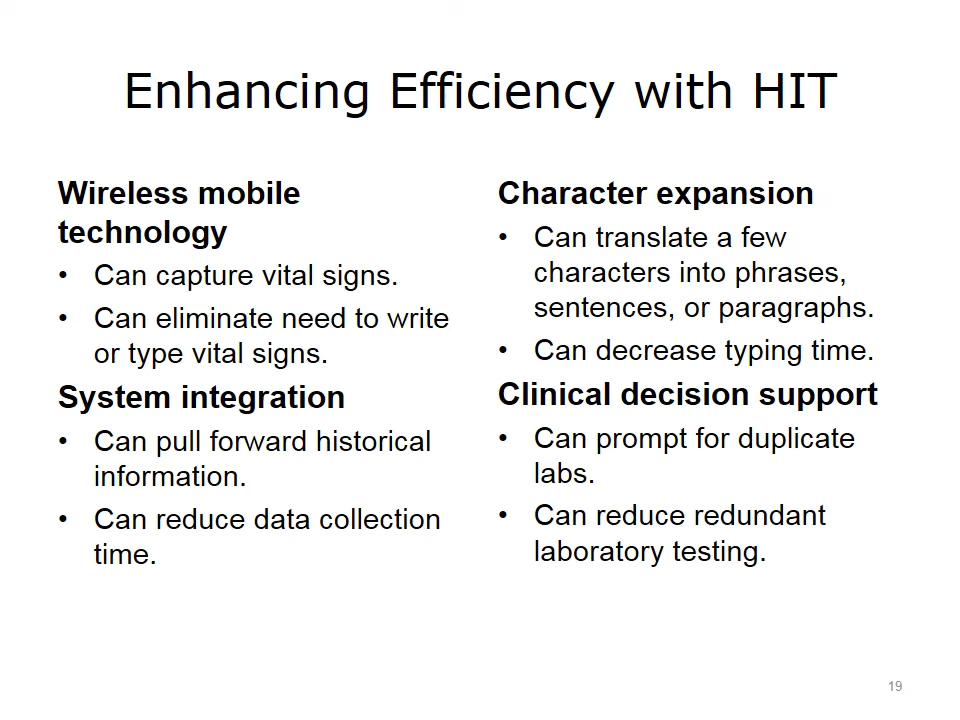 Enhancing Efficiency with HIT
Wireless mobile
technology
• Can capture vital signs.
• Can eliminate need to write
or type vital signs.
System integration
• Can pull forward historical
information.
• Can reduce data collection
time.
Character expansion
• Can translate a few
characters into phrases,
sentences, or paragraphs.
• Can decrease typing time.
Clinical decision support
• Can prompt for duplicate
labs.
• Can reduce redundant
laboratory testing.
19